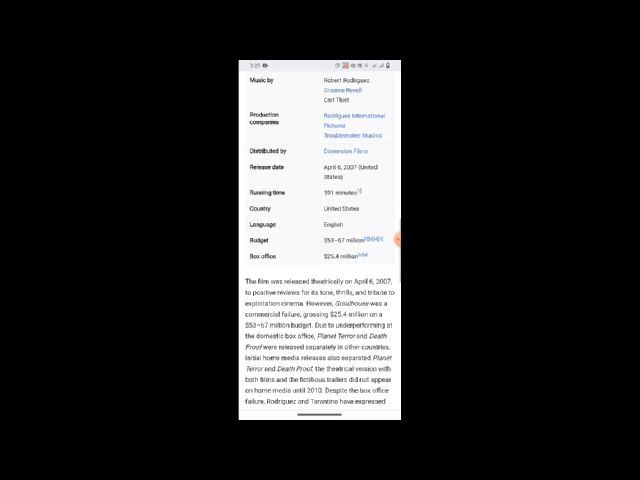 Music by Robert Rodriguez
Graeme Revell
Carl Thiel
Production companies Rodriguez International Pictures
Troublemaker Studios
Distributed by Dimension Films
Release date April 6, 2007 (United States)
Running time 191 minutes
Country United States
Language English
Budget $53–67 million
Box office $25.4 million
The film was released theatrically on April 6, 2007,
to positive reviews for its tone, thrills, and tribute to
exploitation cinema. However, Grindhouse was a
commercial failure, grossing $25.4 million on a
$53–67 million budget. Due to underperforming at
the domestic box office, Planet Terror and Death
Proof were released separately in other countries.
Initial home media releases also separated Planet
Terror and Death Proof; the theatrical version with
both films and the fictitious trailers did not appear
on home media until 2010. Despite the box office
failure, Rodriguez and Tarantino have expressed